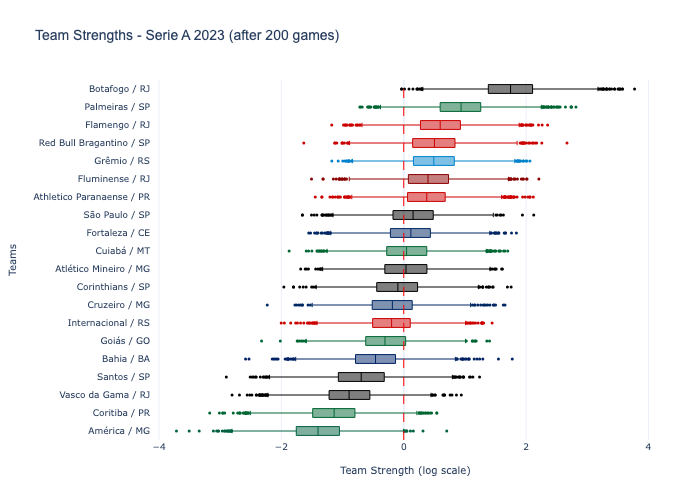 Team Strengths - Serie A 2023 (after 200 games)
Botafogo / RJ
Palmeiras / SP
Flamengo / RJ
Red Bull Bragantino / SP
Grêmio / RS
Fluminense / RJ
Athletico Paranaense / PR
São Paulo / SP
Fortaleza / CE
Cuiabá / MT
Atlético Mineiro / MG
Corinthians / SP
Cruzeiro / MG
Internacional / RS
Goiás / GO
Bahia / BA
Santos / SP
Vasco da Gama / RJ
Coritiba / PR
América / MG
Teams
−4 −2 0 2 4
Team Strength (log scale)